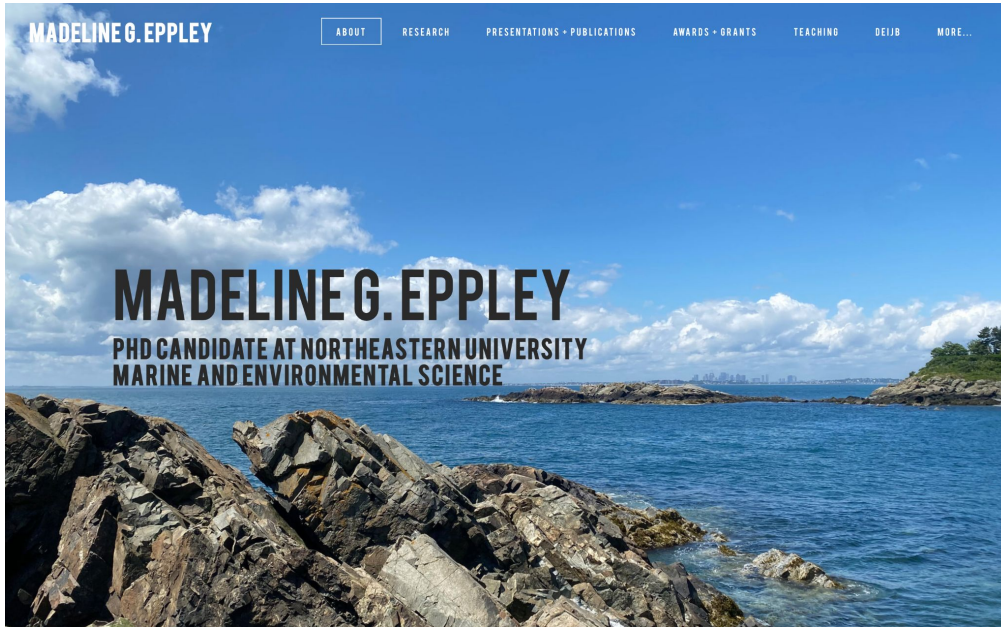 MADELINE G. EPPLEY
ABOUT
RESEARCH
PRESENTATIONS + PUBLICATIONS
AWARDS + GRANTS
TEACHING
DEIJB
MORE...
MADELINE G. EPPLEY
PHD CANDIDATE AT NORTHEASTERN UNIVERSITY
MARINE AND ENVIRONMENTAL SCIENCE